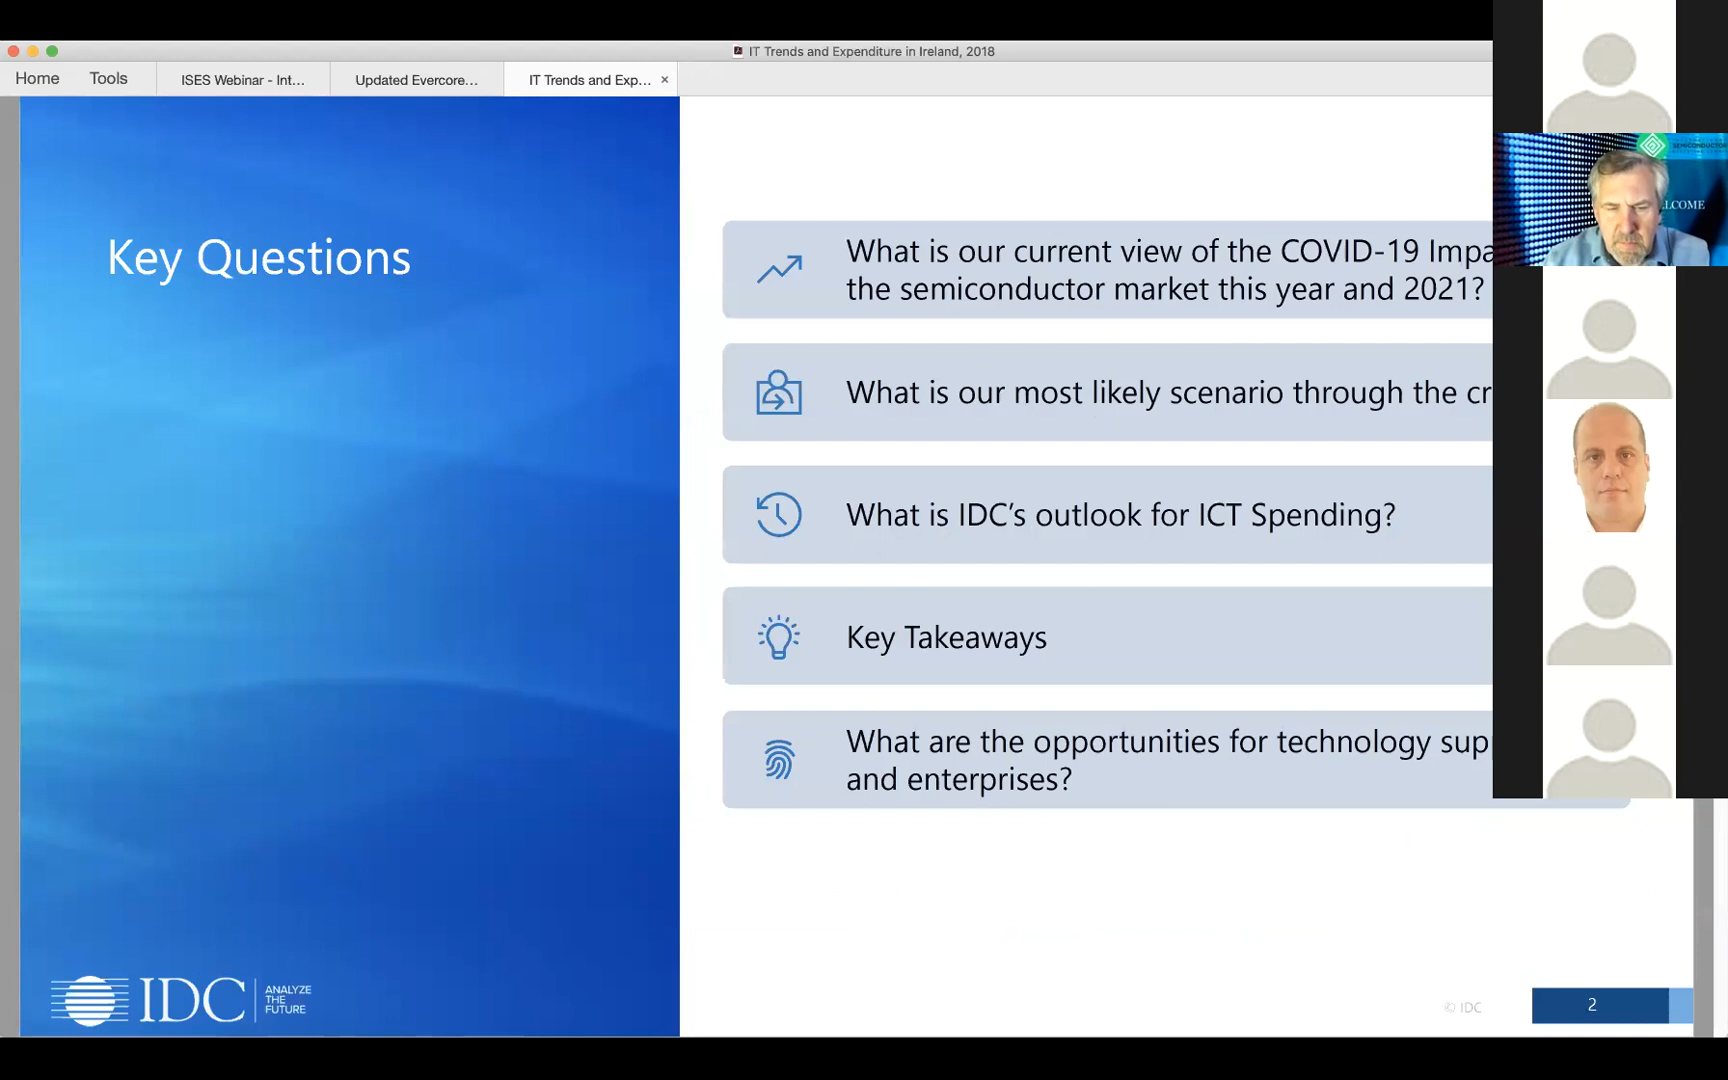 IT Trends and Expenditure in Ireland, 2018
Home Tools ISES Webinar - Int... Updated Evercore... IT Trends and Exp... ×
SEMICONDUCTOR
LCOME
Key Questions
What is our current view of the COVID-19 Impa
the semiconductor market this year and 2021?
What is our most likely scenario through the cr
What is IDC's outlook for ICT Spending?
Key Takeaways
What are the opportunities for technology sup
and enterprises?
IDC
ANALYZE
THE
FUTURE
© IDC
2